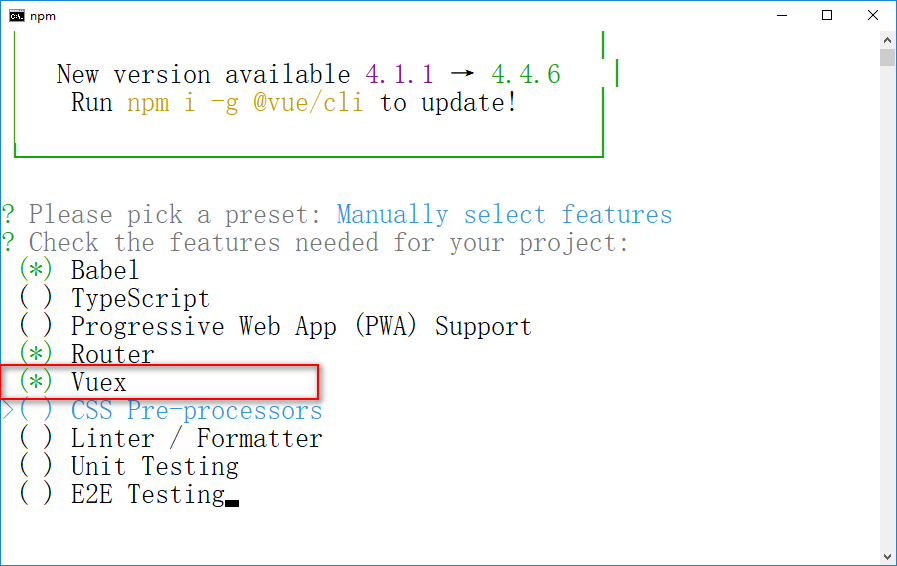 npm
New version available 4.1.1 → 4.4.6
Run npm i -g @vue/cli to update!
? Please pick a preset: Manually select features
? Check the features needed for your project:
(*) Babel
( ) TypeScript
( ) Progressive Web App (PWA) Support
(*) Router
(*) Vuex
>( ) CSS Pre-processors
( ) Linter / Formatter
( ) Unit Testing
( ) E2E Testing